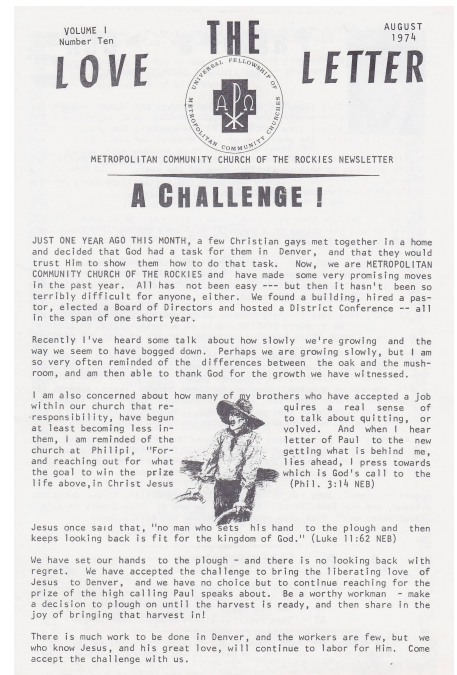 VOLUME I
Number Ten
THE
AUGUST
1974
LOVE
LETTER
UNIVERSAL FELLOWSHIP OF
METROPOLITAN COMMUNITY CHURCHES
Α Ω
METROPOLITAN COMMUNITY CHURCH OF THE ROCKIES NEWSLETTER
A CHALLENGE !
JUST ONE YEAR AGO THIS MONTH, a few Christian gays met together in a home
and decided that God had a task for them in Denver, and that they would
trust Him to show them how to do that task. Now, we are METROPOLITAN
COMMUNITY CHURCH OF THE ROCKIES and have made some very promising moves
in the past year. All has not been easy --- but then it hasn't been so
terribly difficult for anyone, either. We found a building, hired a pas-
tor, elected a Board of Directors and hosted a District Conference -- all
in the span of one short year.
Recently I've heard some talk about how slowly we're growing and the
way we seem to have bogged down. Perhaps we are growing slowly, but I am
so very often reminded of the differences between the oak and the mush-
room, and am then able to thank God for the growth we have witnessed.
I am also concerned about how many of my brothers who have accepted a job
within our church that re- quires a real sense of
responsibility, have begun to talk about quitting, or
at least becoming less in- volved. And when I hear
them, I am reminded of the letter of Paul to the new
church at Philipi, "For- getting what is behind me,
and reaching out for what lies ahead, I press towards
the goal to win the prize which is God's call to the
life above,in Christ Jesus (Phil. 3:14 NEB)
Jesus once said that, "no man who sets his hand to the plough and then
keeps looking back is fit for the kingdom of God." (Luke 11:62 NEB)
We have set our hands to the plough - and there is no looking back with
regret. We have accepted the challenge to bring the liberating love of
Jesus to Denver, and we have no choice but to continue reaching for the
prize of the high calling Paul speaks about. Be a worthy workman - make
a decision to plough on until the harvest is ready, and then share in the
joy of bringing that harvest in!
There is much work to be done in Denver, and the workers are few, but we
who know Jesus, and his great love, will continue to labor for Him. Come
accept the challenge with us.